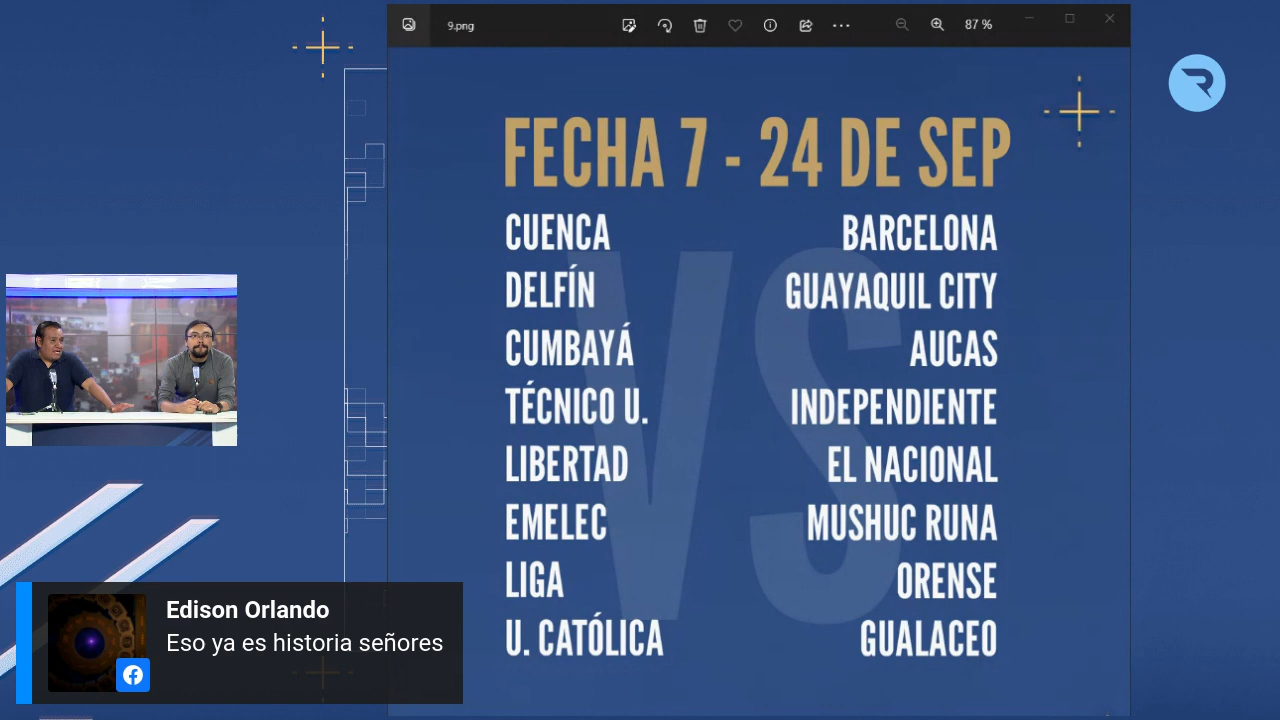 9.png
87 %
FECHA 7 - 24 DE SEP
VS
CUENCA BARCELONA
DELFÍN GUAYAQUIL CITY
CUMBAYÁ AUCAS
TÉCNICO U. INDEPENDIENTE
LIBERTAD EL NACIONAL
EMELEC MUSHUC RUNA
LIGA ORENSE
U. CATÓLICA GUALACEO
Edison Orlando
Eso ya es historia señores